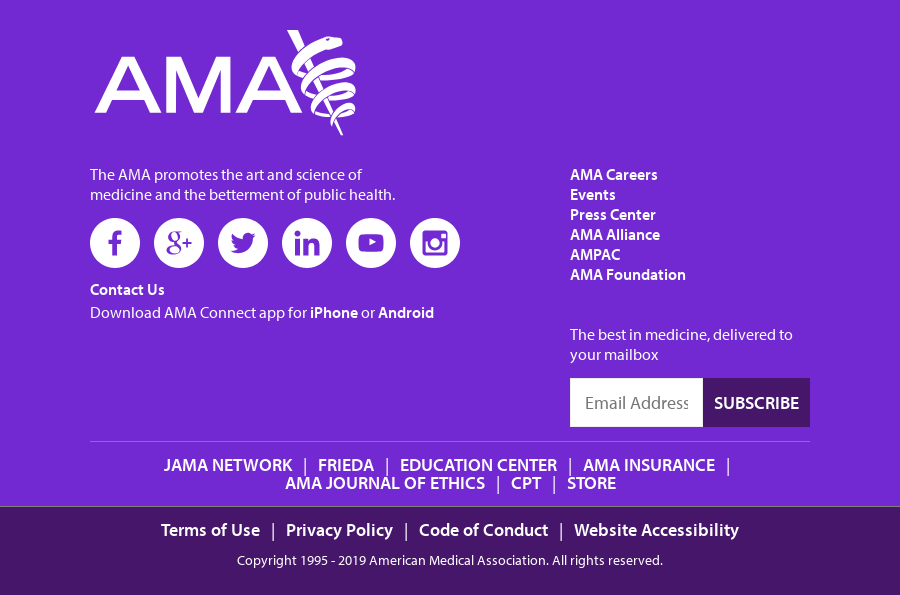 AMA
The AMA promotes the art and science of
medicine and the betterment of public health.
Contact Us
Download AMA Connect app for iPhone or Android
AMA Careers
Events
Press Center
AMA Alliance
AMPAC
AMA Foundation
The best in medicine, delivered to
your mailbox
Email Address SUBSCRIBE
JAMA NETWORK | FRIEDA | EDUCATION CENTER | AMA INSURANCE |
AMA JOURNAL OF ETHICS | CPT | STORE
Terms of Use | Privacy Policy | Code of Conduct | Website Accessibility
Copyright 1995 - 2019 American Medical Association. All rights reserved.